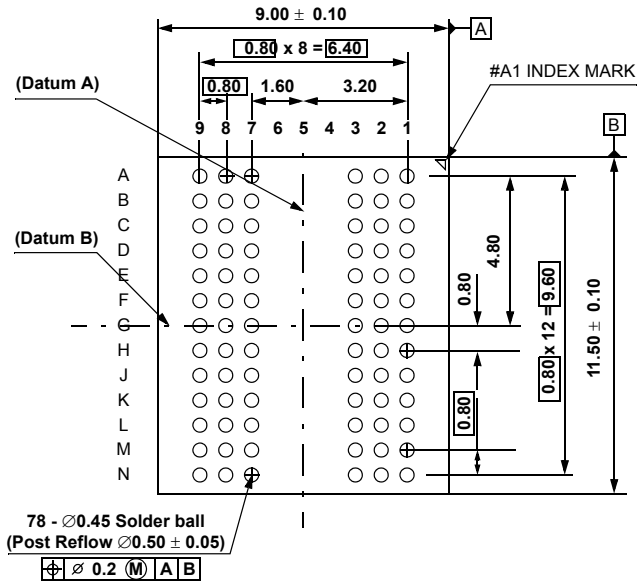 9.00 ± 0.10
A
0.80 x 8 = 6.40
#A1 INDEX MARK
(Datum A)
0.80 1.60 3.20
B
9 8 7 6 5 4 3 2 1
A
B
C
(Datum B)
D
E
F
G
H
J
K
L
M
N
4.80
0.80
0.80 x 12 = 9.60
11.50 ± 0.10
0.80
78 - ∅0.45 Solder ball
(Post Reflow ∅0.50 ± 0.05)
⌖ ∅ 0.2 Ⓜ A B